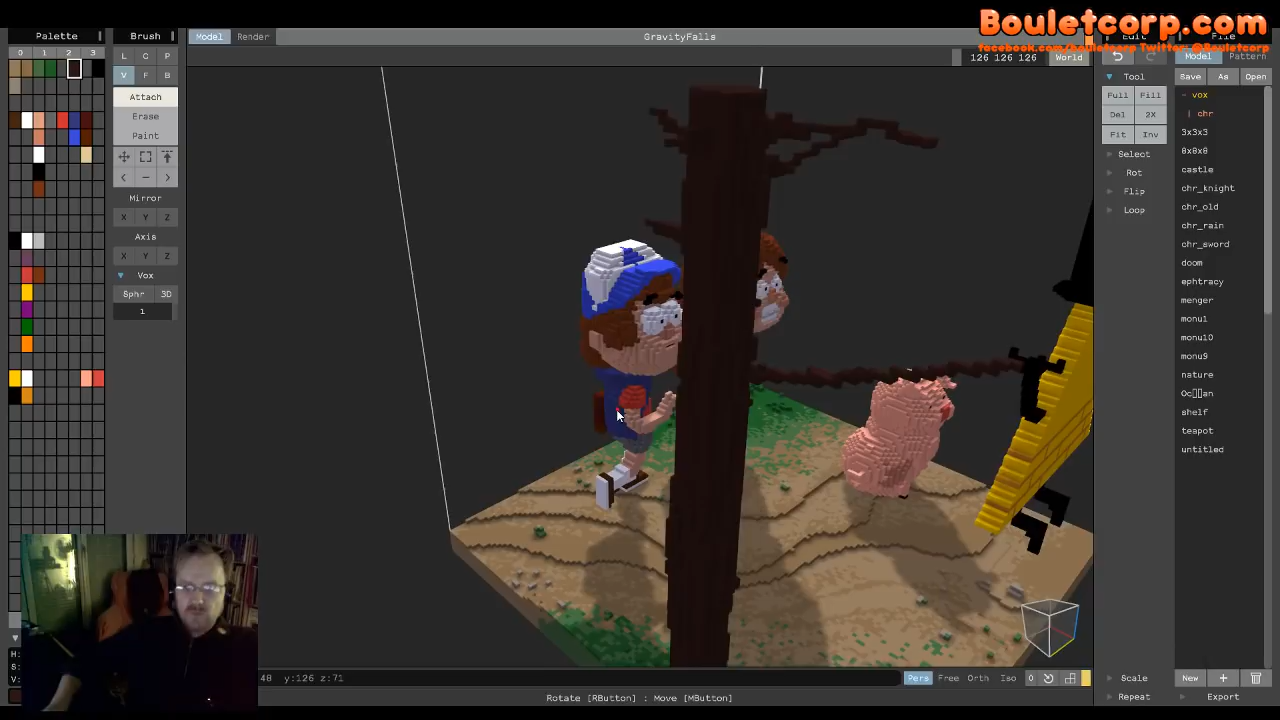 Bouletcorp.com
facebook.com/bouletcorp Twitter @Bouletcorp
Palette
0 1 2 3
Brush
L C P
V F B
Attach
Erase
Paint
Mirror
X Y Z
Axis
X Y Z
Vox
Sphr 3D
1
Model Render
GravityFalls
126 126 126 World
Edit
Tool
Full Fill
Del 2X
Fit Inv
Select
Rot
Flip
Loop
File
Model Pattern
Save As Open
- vox
| chr
3x3x3
8x8x8
castle
chr_knight
chr_old
chr_rain
chr_sword
doom
ephtracy
menger
monu1
monu10
monu9
nature
shelf
teapot
untitled
H:
S:
V:
48 y:126 z:71
Pers Free Orth Iso 0
Rotate [RButton] : Move [MButton]
Scale
Repeat
New +
Export